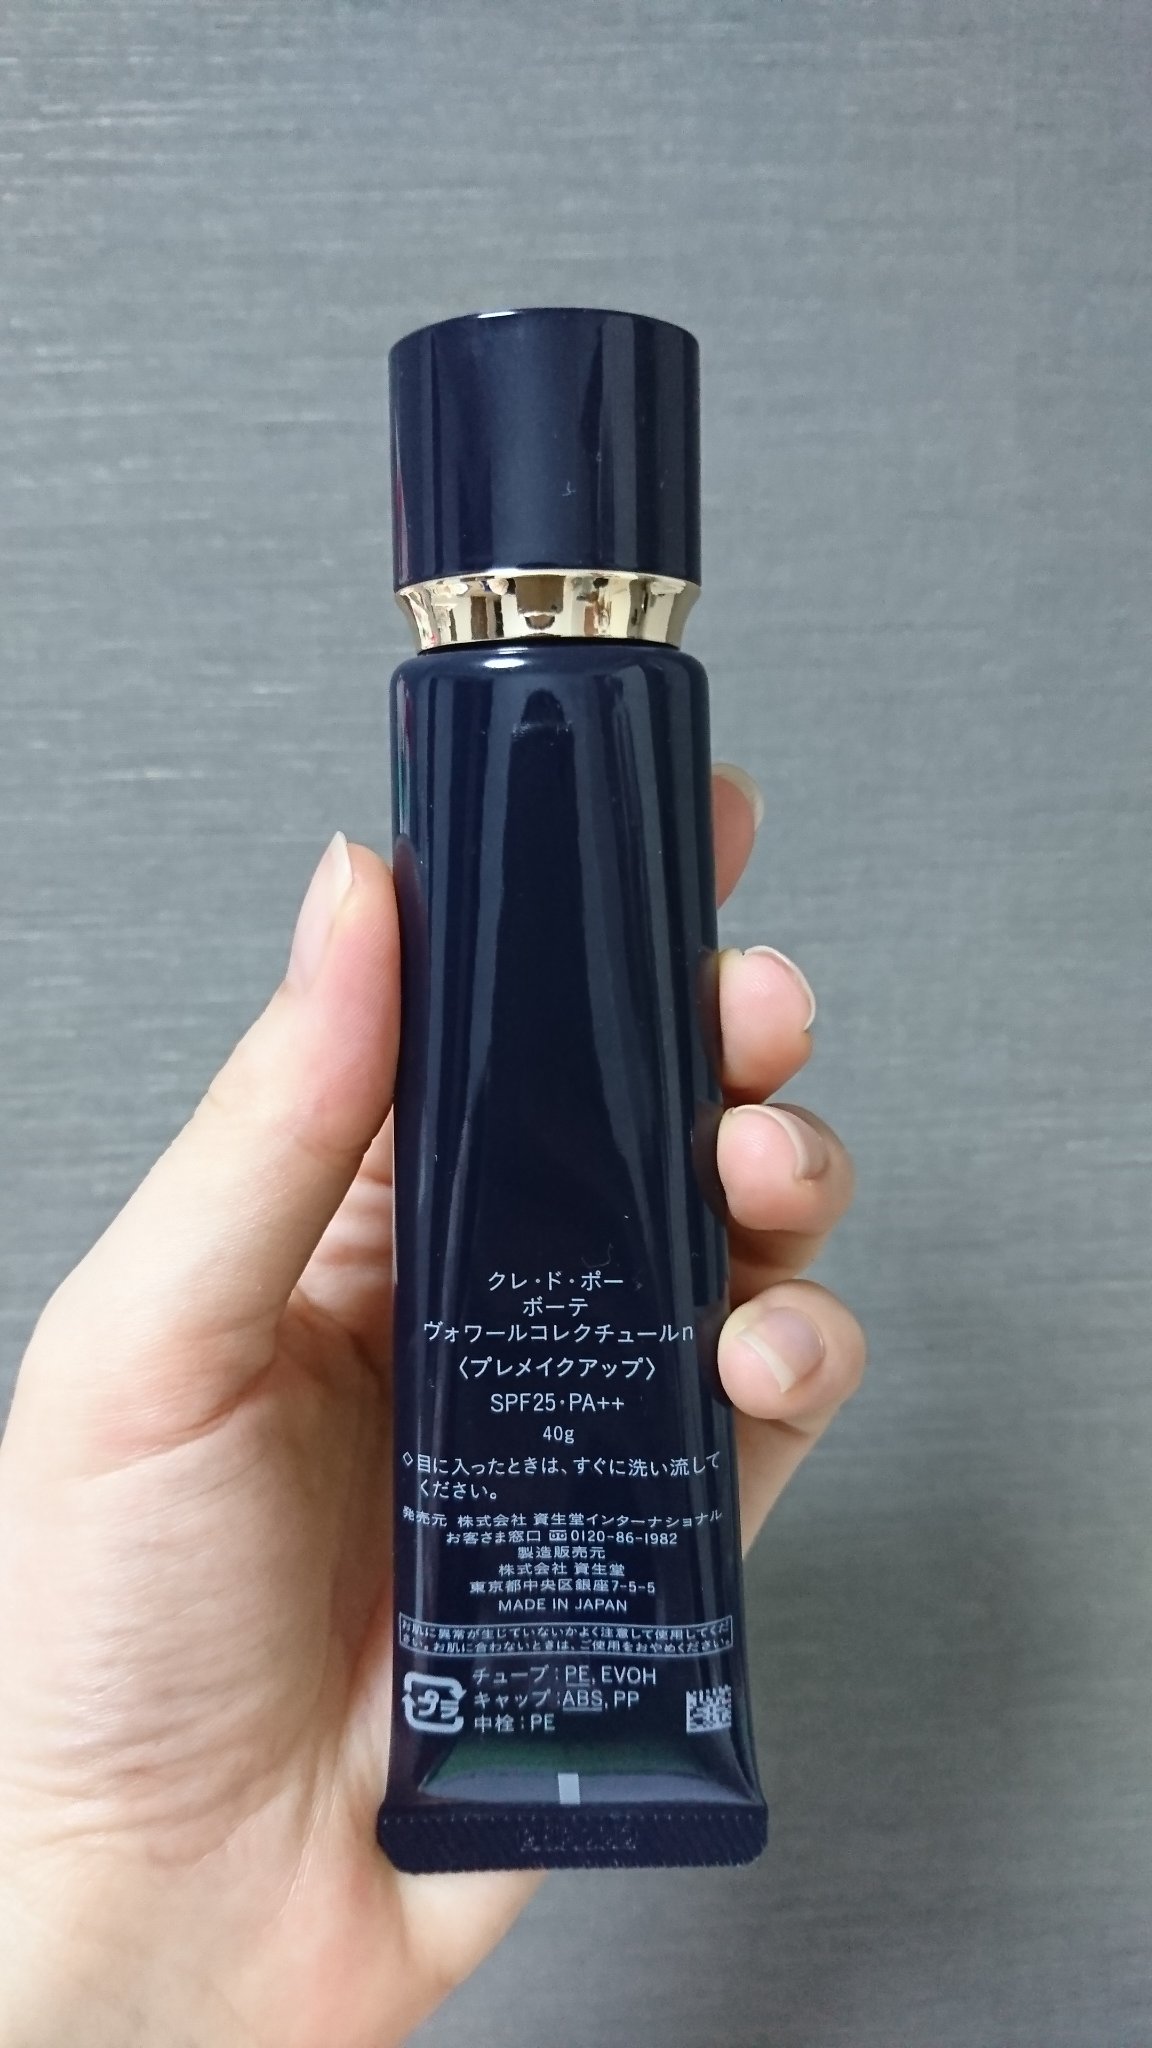 クレ・ド・ポー
ボーテ
ヴォワールコレクチュールn
〈プレメイクアップ〉
SPF25・PA++
40g
◇目に入ったときは、すぐに洗い流して
ください。
発売元 株式会社 資生堂インターナショナル
お客さま窓口 0120-86-1982
製造販売元
株式会社 資生堂
東京都中央区銀座7-5-5
MADE IN JAPAN
お肌に異常が生じていないかよく注意して使用してくだ
さい。お肌に合わないときは、ご使用をおやめください。
プラ
チューブ：PE, EVOH
キャップ：ABS, PP
中栓：PE